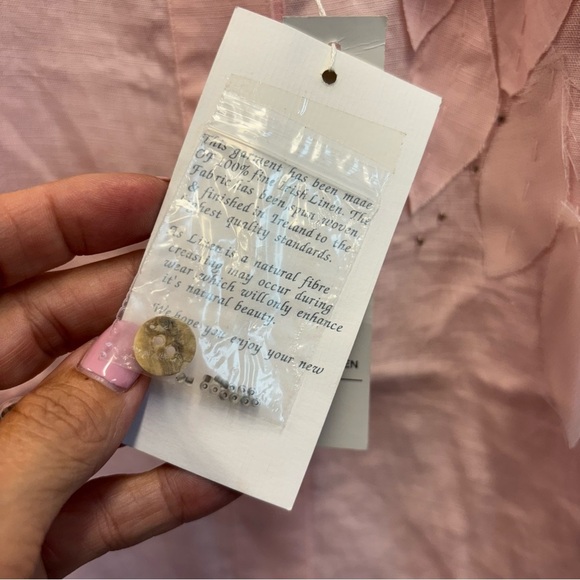 This garment has been made
Of 100% fine Irish Linen. The
Fabric has been spun, woven,
& finished in Ireland to the
highest quality standards.
As Linen is a natural fibre
creasing may occur during
wear which will only enhance
it's natural beauty.
We hope you enjoy your new
EN